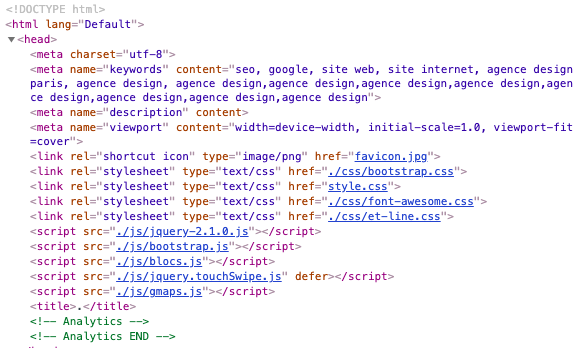 <!DOCTYPE html>
<html lang="Default">
▼<head>
<meta charset="utf-8">
<meta name="keywords" content="seo, google, site web, site internet, agence design
paris, agence design, agence design,agence design,agence design,agence design,agen
ce design,agence design,agence design,agence design">
<meta name="description" content>
<meta name="viewport" content="width=device-width, initial-scale=1.0, viewport-fit
=cover">
<link rel="shortcut icon" type="image/png" href="favicon.jpg">
<link rel="stylesheet" type="text/css" href="./css/bootstrap.css">
<link rel="stylesheet" type="text/css" href="style.css">
<link rel="stylesheet" type="text/css" href="./css/font-awesome.css">
<link rel="stylesheet" type="text/css" href="./css/et-line.css">
<script src="./js/jquery-2.1.0.js"></script>
<script src="./js/bootstrap.js"></script>
<script src="./js/blocs.js"></script>
<script src="./js/jquery.touchSwipe.js" defer></script>
<script src="./js/gmaps.js"></script>
<title>.</title>
<!-- Analytics -->
<!-- Analytics END -->